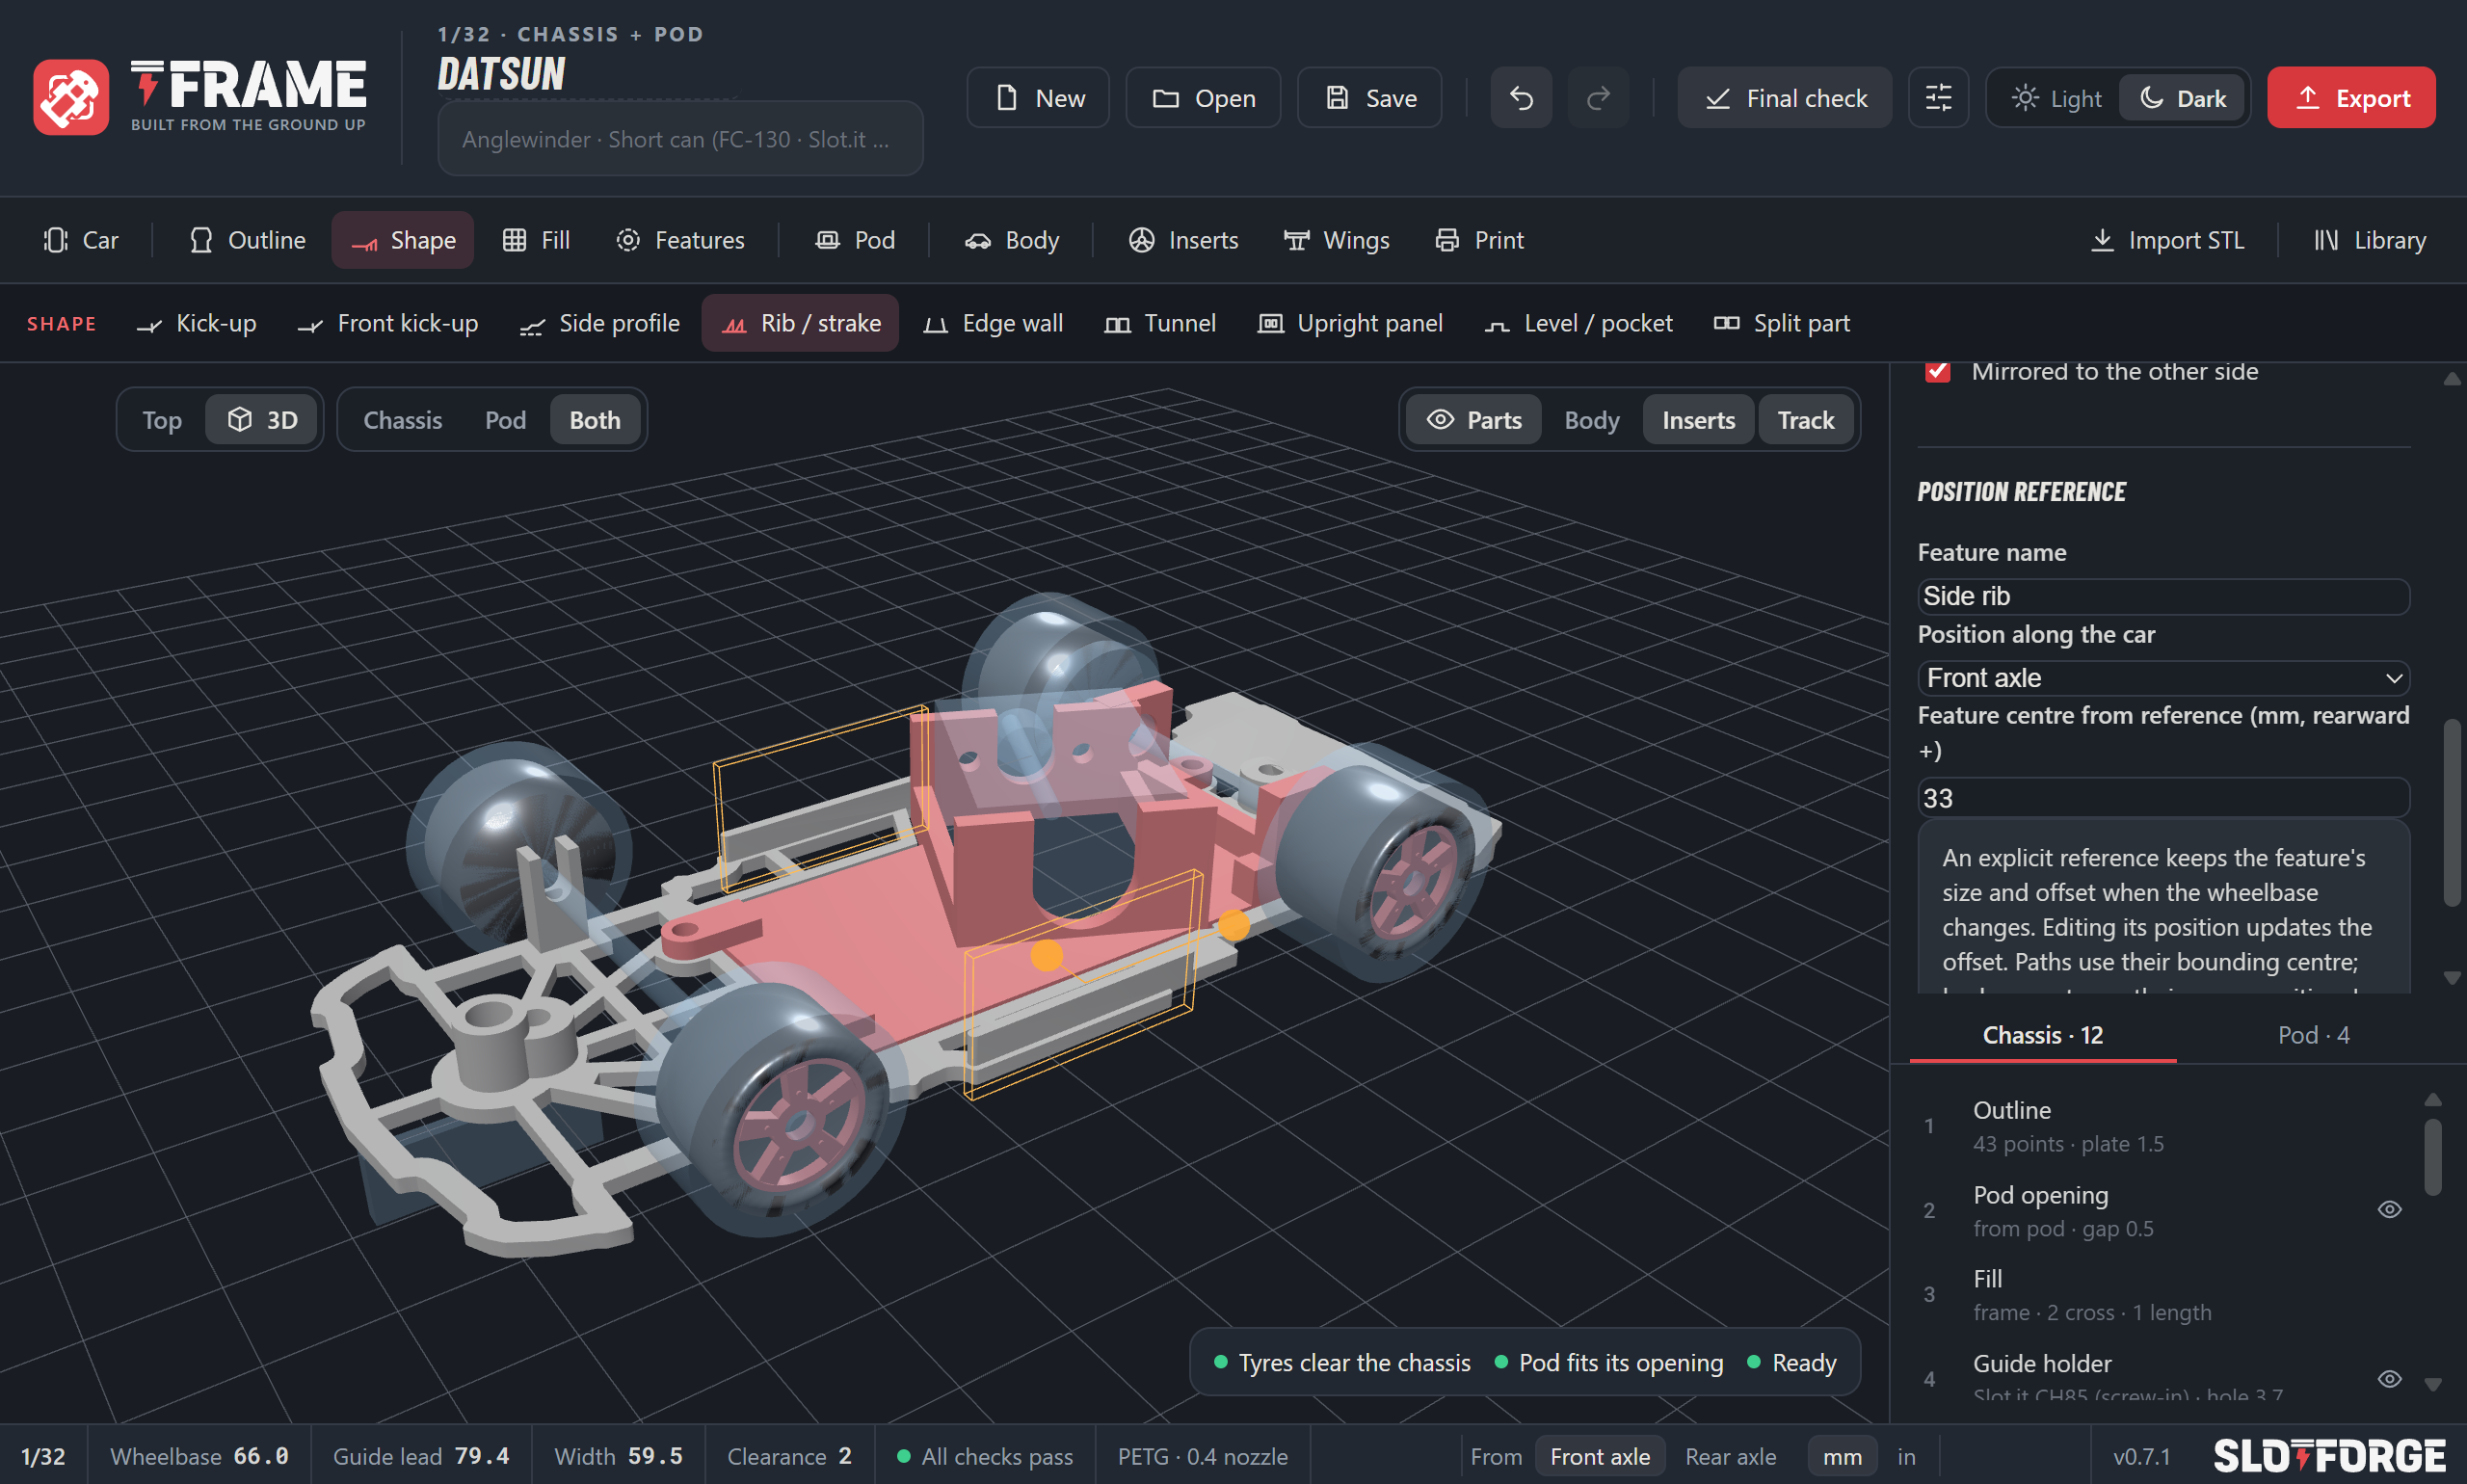 FRAME
BUILT FROM THE GROUND UP
1/32 · CHASSIS + POD
DATSUN
Anglewinder · Short can (FC-130 · Slot.it ...
New
Open
Save
Final check
Light
Dark
Export
Car
Outline
Shape
Fill
Features
Pod
Body
Inserts
Wings
Print
Import STL
Library
SHAPE
Kick-up
Front kick-up
Side profile
Rib / strake
Edge wall
Tunnel
Upright panel
Level / pocket
Split part
Top
3D
Chassis
Pod
Both
Parts
Body
Inserts
Track
Mirrored to the other side
POSITION REFERENCE
Feature name
Side rib
Position along the car
Front axle
Feature centre from reference (mm, rearward
+)
33
An explicit reference keeps the feature's
size and offset when the wheelbase
changes. Editing its position updates the
offset. Paths use their bounding centre;
Chassis · 12
Pod · 4
1
Outline
43 points · plate 1.5
2
Pod opening
from pod · gap 0.5
3
Fill
frame · 2 cross · 1 length
4
Guide holder
Slot.it CH85 (screw-in) · hole 3.7
Tyres clear the chassis
Pod fits its opening
Ready
1/32
Wheelbase 66.0
Guide lead 79.4
Width 59.5
Clearance 2
All checks pass
PETG · 0.4 nozzle
From
Front axle
Rear axle
mm
in
v0.7.1
SLOTFORGE